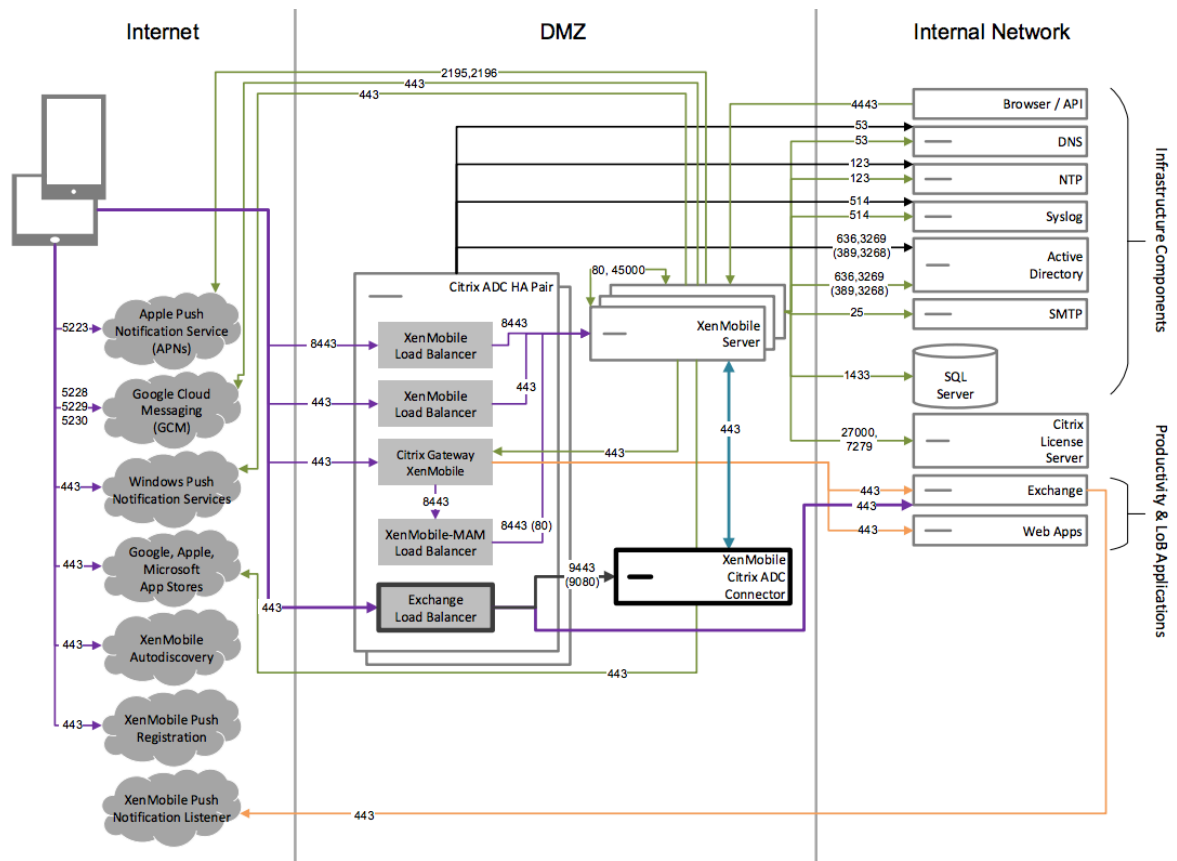 Internet
DMZ
Internal Network
2195,2196
443
443
4443
Browser / API
53
53
DNS
123
123
NTP
514
514
Syslog
636,3269
(389,3268)
636,3269
(389,3268)
Active
Directory
25
SMTP
1433
SQL
Server
27000,
7279
Citrix
License
Server
443
Exchange
443
443
Web Apps
Infrastructure Components
Productivity & LoB
Applications
80, 45000
Citrix ADC HA Pair
XenMobile
Server
8443
XenMobile
Load Balancer
8443
443
XenMobile
Load Balancer
443
443
Citrix Gateway
XenMobile
443
8443
XenMobile-MAM
Load Balancer
8443 (80)
443
443
Exchange
Load Balancer
9443
(9080)
XenMobile
Citrix ADC
Connector
443
5223
Apple Push
Notification Service
(APNs)
5228
5229
5230
Google Cloud
Messaging
(GCM)
443
Windows Push
Notification Services
443
Google, Apple,
Microsoft
App Stores
443
XenMobile
Autodiscovery
443
XenMobile Push
Registration
XenMobile Push
Notification Listener
443